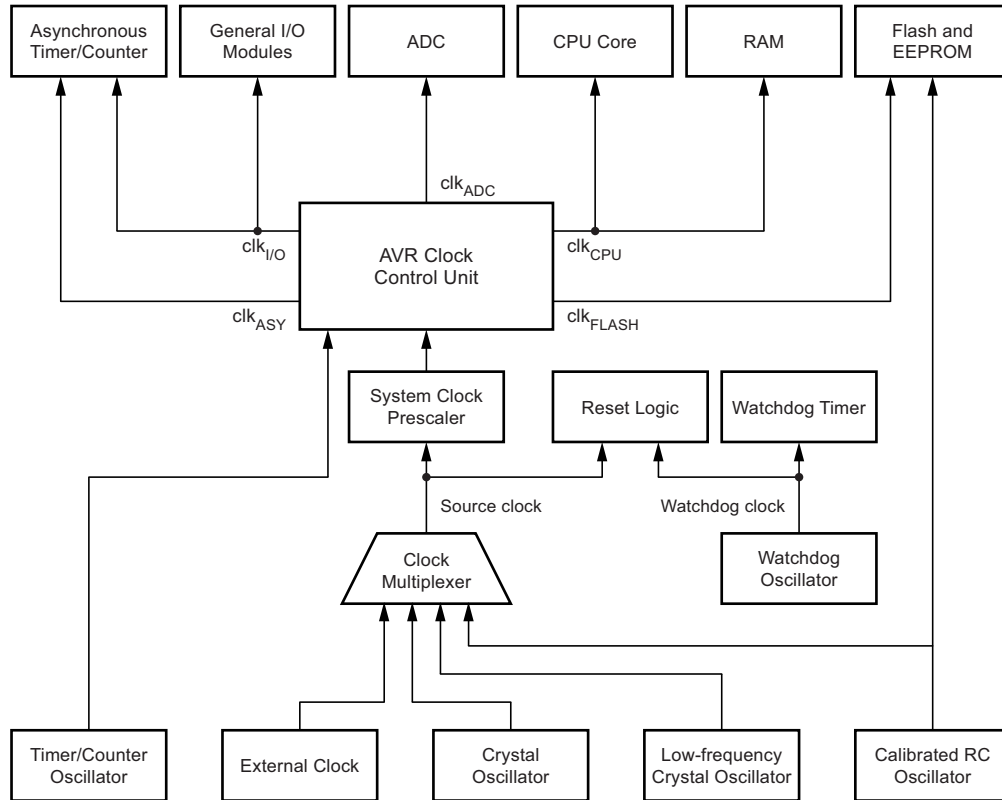 Asynchronous
Timer/Counter
General I/O
Modules
ADC
CPU Core
RAM
Flash and
EEPROM
clkADC
clkI/O
clkCPU
AVR Clock
Control Unit
clkASY
clkFLASH
System Clock
Prescaler
Reset Logic
Watchdog Timer
Source clock
Watchdog clock
Clock
Multiplexer
Watchdog
Oscillator
Timer/Counter
Oscillator
External Clock
Crystal
Oscillator
Low-frequency
Crystal Oscillator
Calibrated RC
Oscillator